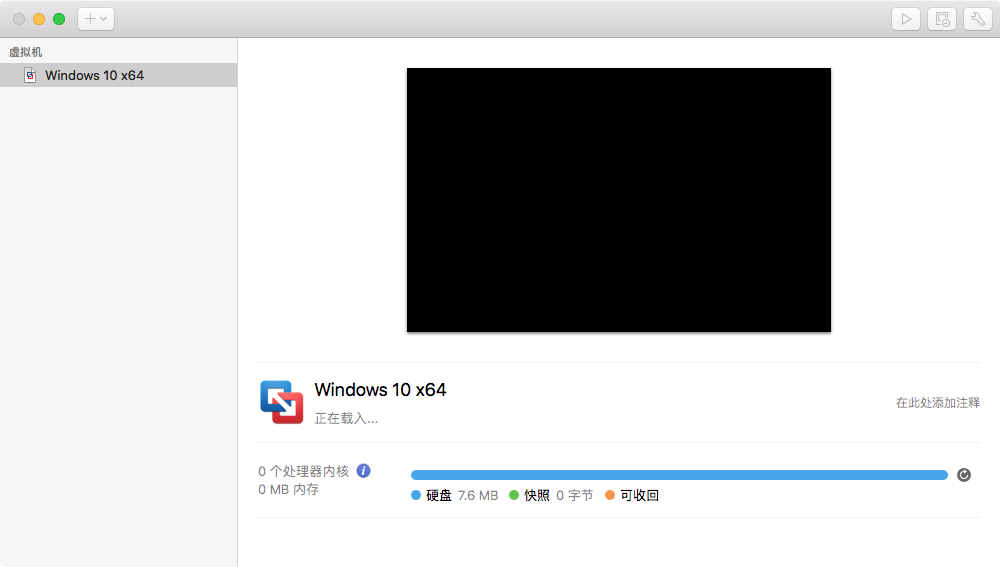 虚拟机
Windows 10 x64
Windows 10 x64
正在载入...
在此处添加注释
0 个处理器内核
0 MB 内存
硬盘 7.6 MB 快照 0 字节 可收回